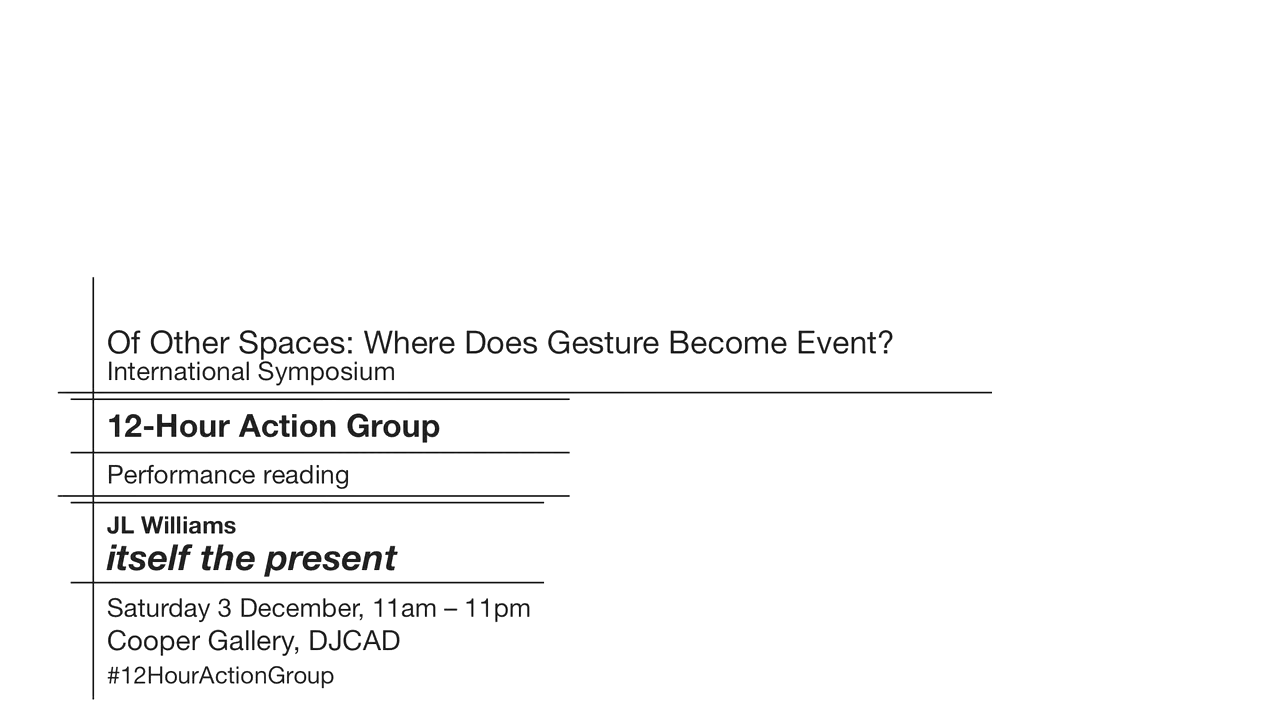 Of Other Spaces: Where Does Gesture Become Event?
International Symposium
12-Hour Action Group
Performance reading
JL Williams
itself the present
Saturday 3 December, 11am – 11pm
Cooper Gallery, DJCAD
#12HourActionGroup